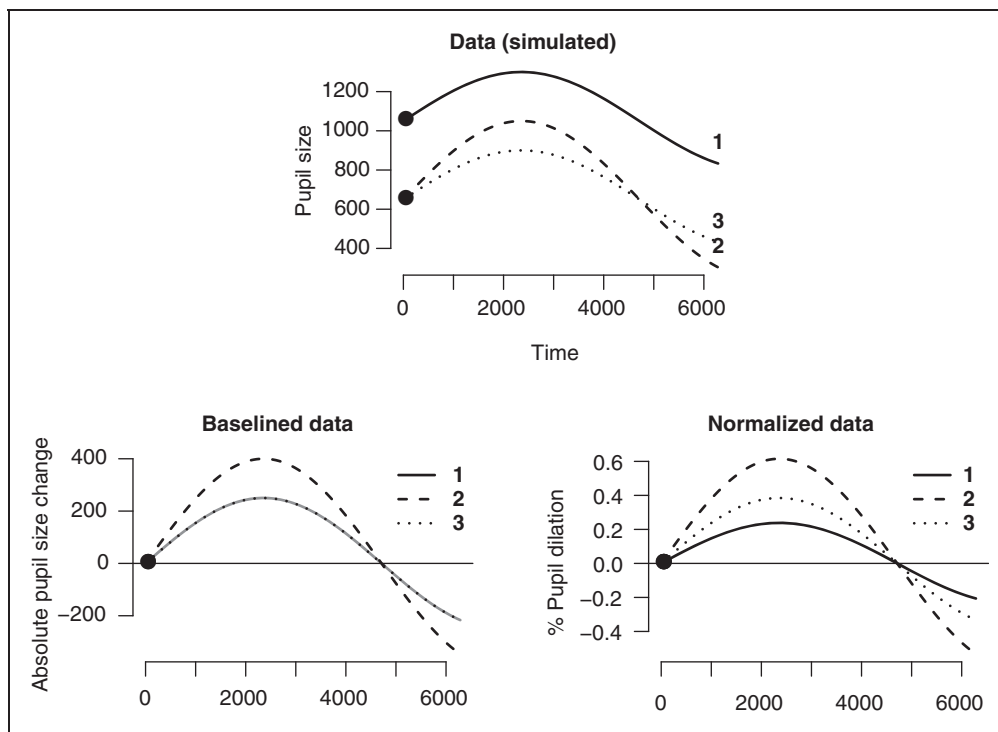 Data (simulated)
Pupil size
1200
1000
800
600
400
1
3
2
0 2000 4000 6000
Time
Baselined data
Absolute pupil size change
400
200
0
−200
1
2
3
0 2000 4000 6000
Normalized data
% Pupil dilation
0.6
0.4
0.2
0.0
−0.2
−0.4
1
2
3
0 2000 4000 6000